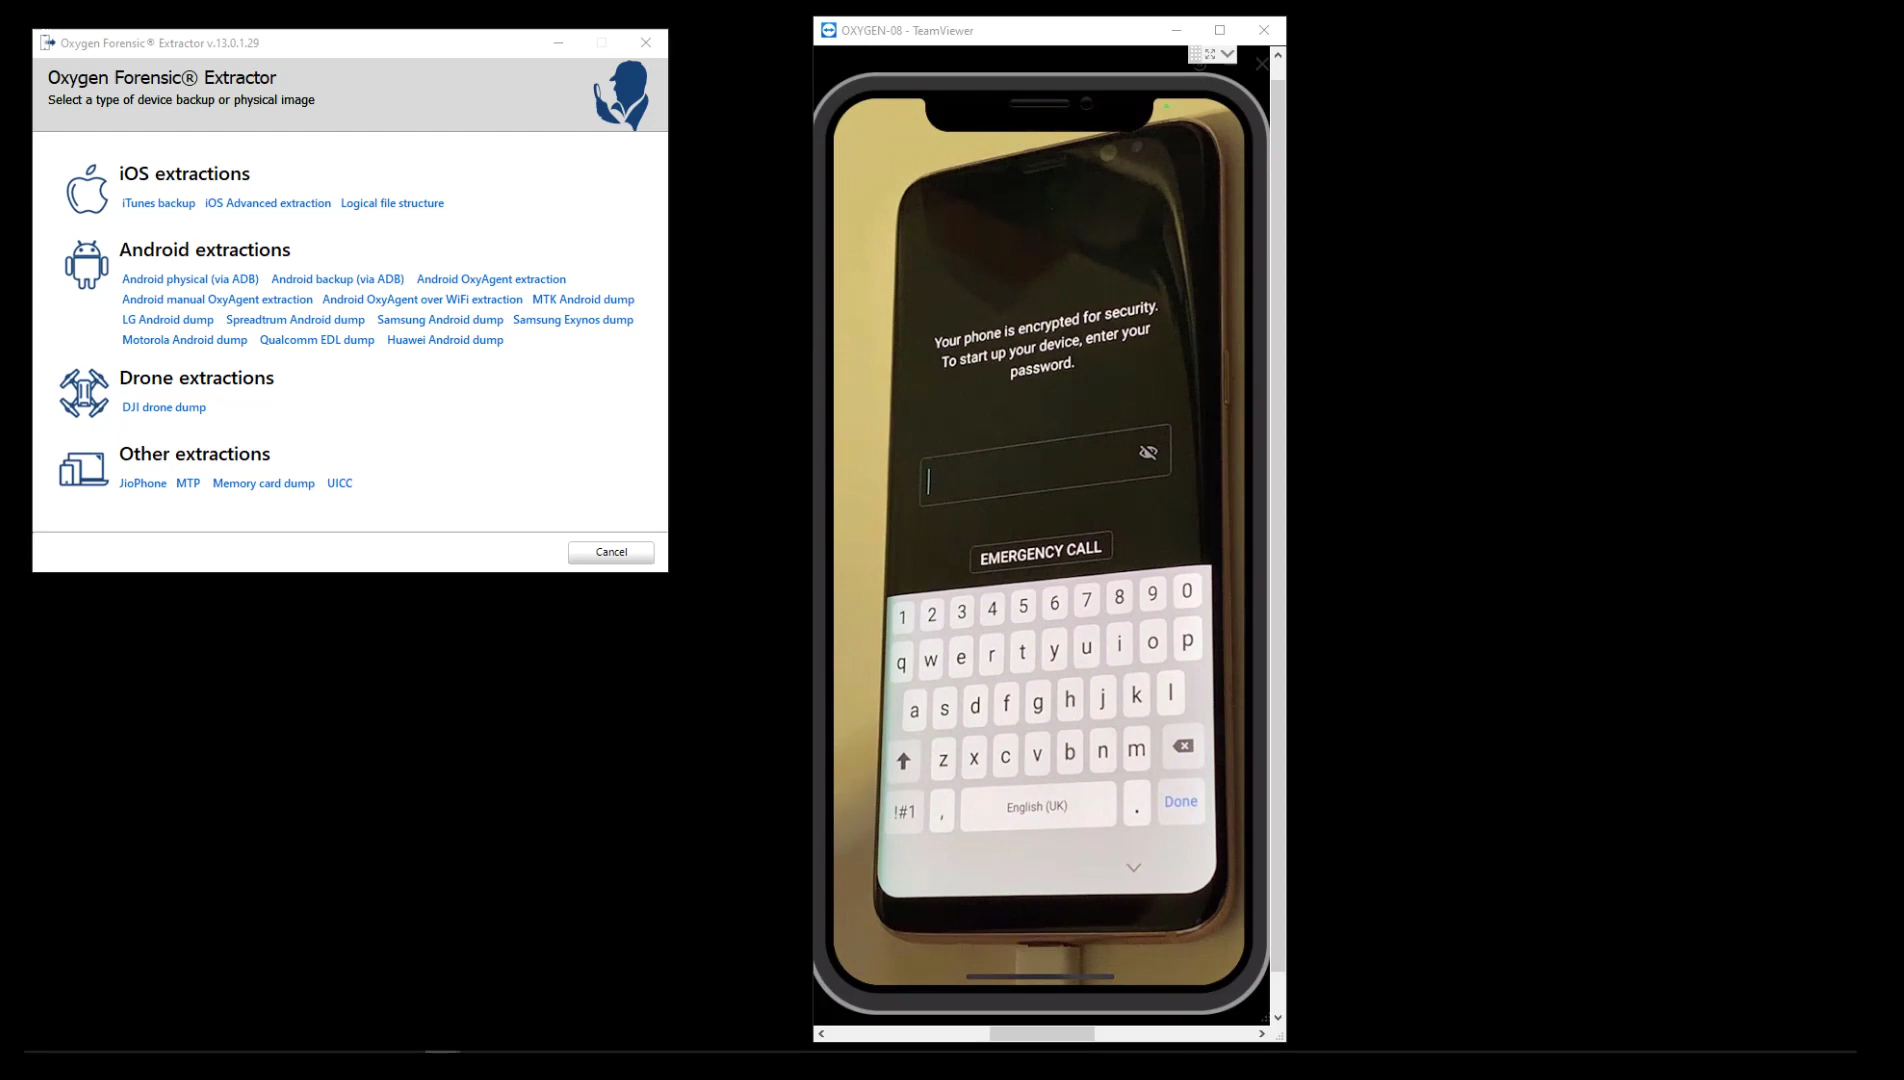 Oxygen Forensic® Extractor v.13.0.1.29
Oxygen Forensic® Extractor
Select a type of device backup or physical image
iOS extractions
iTunes backup iOS Advanced extraction Logical file structure
Android extractions
Android physical (via ADB) Android backup (via ADB) Android OxyAgent extraction
Android manual OxyAgent extraction Android OxyAgent over WiFi extraction MTK Android dump
LG Android dump Spreadtrum Android dump Samsung Android dump Samsung Exynos dump
Motorola Android dump Qualcomm EDL dump Huawei Android dump
Drone extractions
DJI drone dump
Other extractions
JioPhone MTP Memory card dump UICC
Cancel
OXYGEN-08 - TeamViewer
Your phone is encrypted for security.
To start up your device, enter your
password.
EMERGENCY CALL
1 2 3 4 5 6 7 8 9 0
q w e r t y u i o p
a s d f g h j k l
z x c v b n m
!#1 , English (UK) . Done